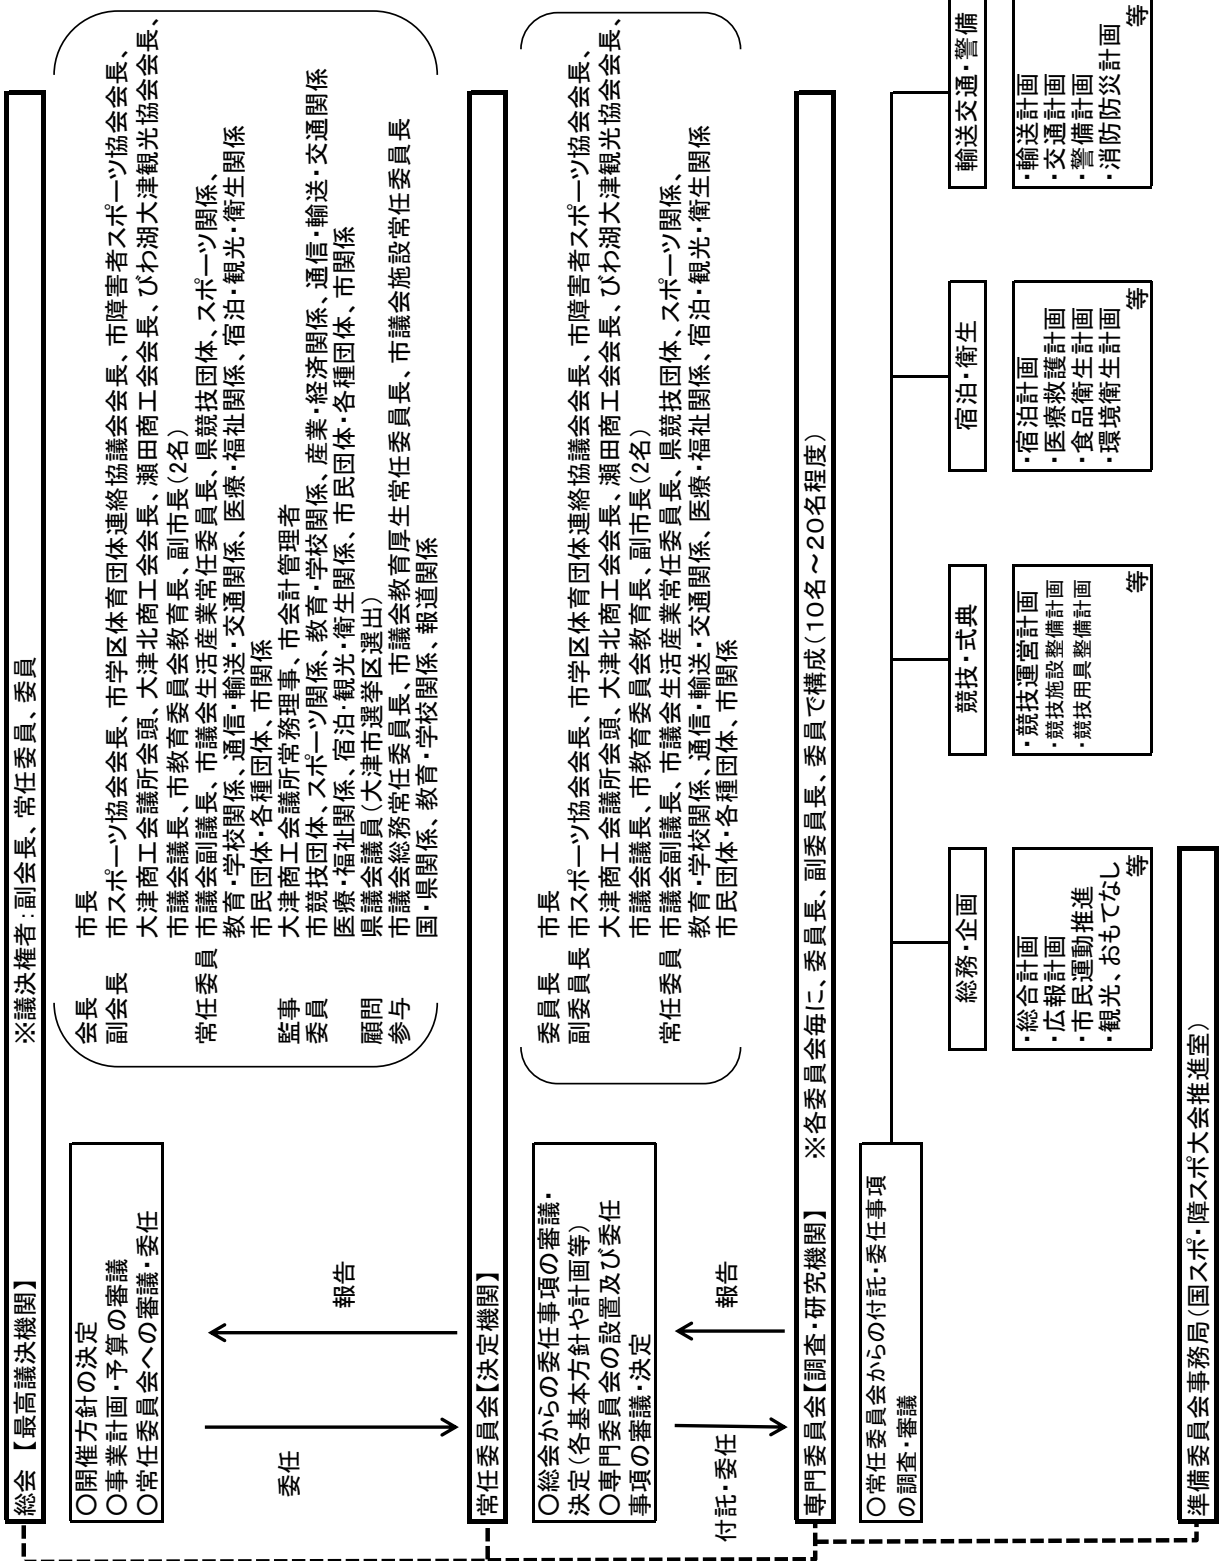 総会 【最高議決機関】 ※議決権者：副会長、常任委員、委員
○開催方針の決定
○事業計画・予算の審議
○常任委員会への審議・委任
会長 市長
副会長 市スポーツ協会会長、市学区体育団体連絡協議会会長、市障害者スポーツ協会会長、
大津商工会議所会頭、大津北商工会会長、瀬田商工会会長、びわ湖大津観光協会会長、
市議会議長、市教育委員会教育長、副市長（2名）
常任委員 市議会副議長、市議会生活産業常任委員長、県競技団体、スポーツ関係、
教育・学校関係、通信・輸送・交通関係、医療・福祉関係、宿泊・観光・衛生関係
市民団体・各種団体、市関係
監事 大津商工会議所常務理事、市会計管理者
委員 市競技団体、スポーツ関係、教育・学校関係、産業・経済関係、通信・輸送・交通関係
医療・福祉関係、宿泊・観光・衛生関係、市民団体・各種団体、市関係
顧問 県議会議員（大津市選挙区選出）
参与 市議会総務常任委員長、市議会教育厚生常任委員長、市議会施設常任委員長
国・県関係、教育・学校関係、報道関係
委任
報告
常任委員会【決定機関】
○総会からの委任事項の審議・
決定（各基本方針や計画等）
○専門委員会の設置及び委任
事項の審議・決定
委員長 市長
副委員長 市スポーツ協会会長、市学区体育団体連絡協議会会長、市障害者スポーツ協会会長、
大津商工会議所会頭、大津北商工会会長、瀬田商工会会長、びわ湖大津観光協会会長、
市議会議長、市教育委員会教育長、副市長（2名）
常任委員 市議会副議長、市議会生活産業常任委員長、県競技団体、スポーツ関係、
教育・学校関係、通信・輸送・交通関係、医療・福祉関係、宿泊・観光・衛生関係
市民団体・各種団体、市関係
付託・委任
報告
専門委員会【調査・研究機関】 ※各委員会毎に、委員長、副委員長、委員で構成（10名～20名程度）
○常任委員会からの付託・委任事項
の調査・審議
総務・企画
・総合計画
・広報計画
・市民運動推進
・観光、おもてなし
等
競技・式典
・競技運営計画
・競技施設整備計画
・競技用具整備計画
等
宿泊・衛生
・宿泊計画
・医療救護計画
・食品衛生計画
・環境衛生計画
等
輸送交通・警備
・輸送計画
・交通計画
・警備計画
・消防防災計画
等
準備委員会事務局（国スポ・障スポ大会推進室）